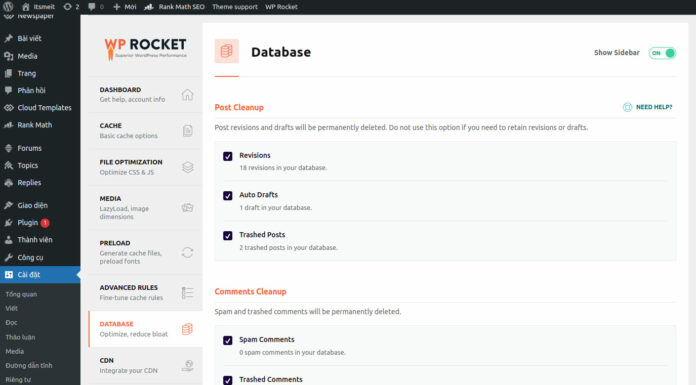 Itsmeit
2
0
Mới
Rank Math SEO
Theme support
WP Rocket
Newspaper
Bài viết
Media
Trang
Phản hồi
Cloud Templates
Rank Math
Forums
Topics
Replies
Giao diện
Plugin 1
Thành viên
Công cụ
Cài đặt
Tổng quan
Viết
Đọc
Thảo luận
Media
Đường dẫn tĩnh
Riêng tư
WP ROCKET
Superior WordPress Performance
DASHBOARD
Get help, account info
CACHE
Basic cache options
FILE OPTIMIZATION
Optimize CSS & JS
MEDIA
LazyLoad, image
dimensions
PRELOAD
Generate cache files,
preload fonts
ADVANCED RULES
Fine-tune cache rules
DATABASE
Optimize, reduce bloat
CDN
Integrate your CDN
Database
Show Sidebar
ON
Post Cleanup
NEED HELP?
Post revisions and drafts will be permanently deleted. Do not use this option if you need to retain revisions or drafts.
Revisions
18 revisions in your database.
Auto Drafts
1 draft in your database.
Trashed Posts
2 trashed posts in your database.
Comments Cleanup
Spam and trashed comments will be permanently deleted.
Spam Comments
0 spam comments in your database.
Trashed Comments